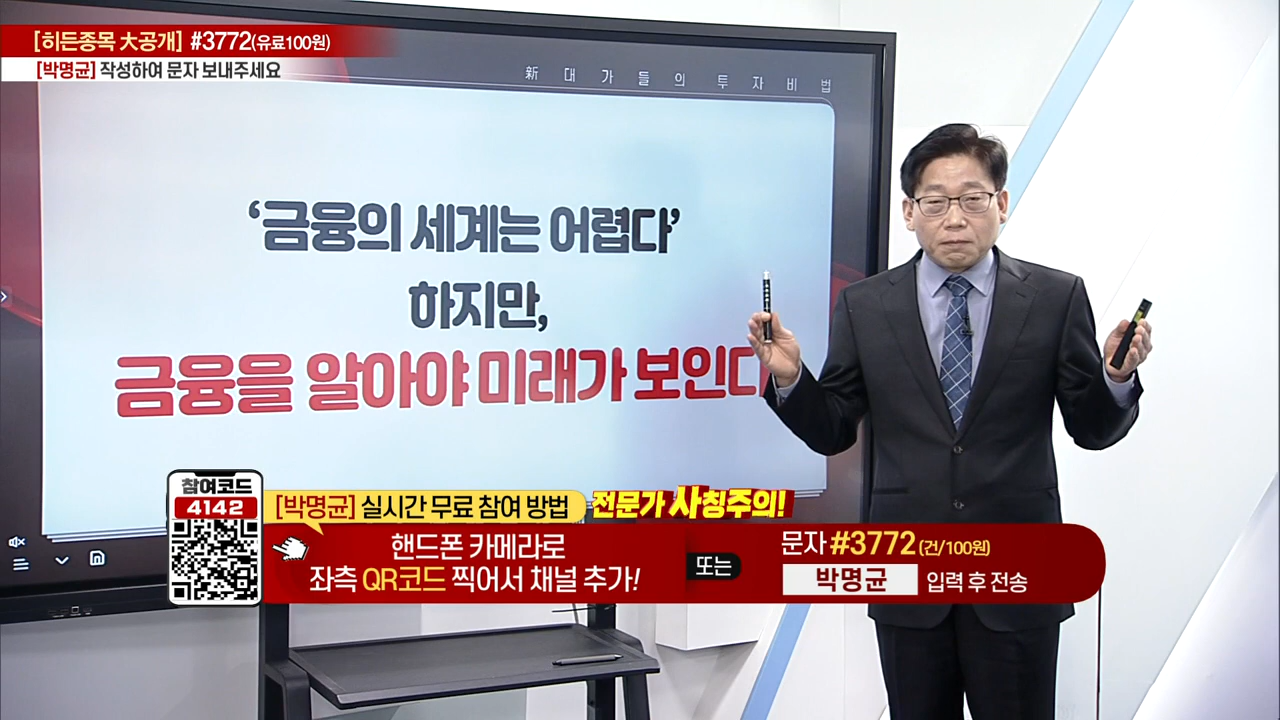 [히든종목 大공개] #3772(유료100원)
[박명균] 작성하여 문자 보내주세요
新 대가들의 투자비법
‘금융의 세계는 어렵다’
하지만,
금융을 알아야 미래가 보인다
참여코드
4142
[박명균] 실시간 무료 참여 방법
전문가 사칭주의!
핸드폰 카메라로
좌측 QR코드 찍어서 채널 추가!
또는
문자 #3772 (건/100원)
박명균 입력 후 전송